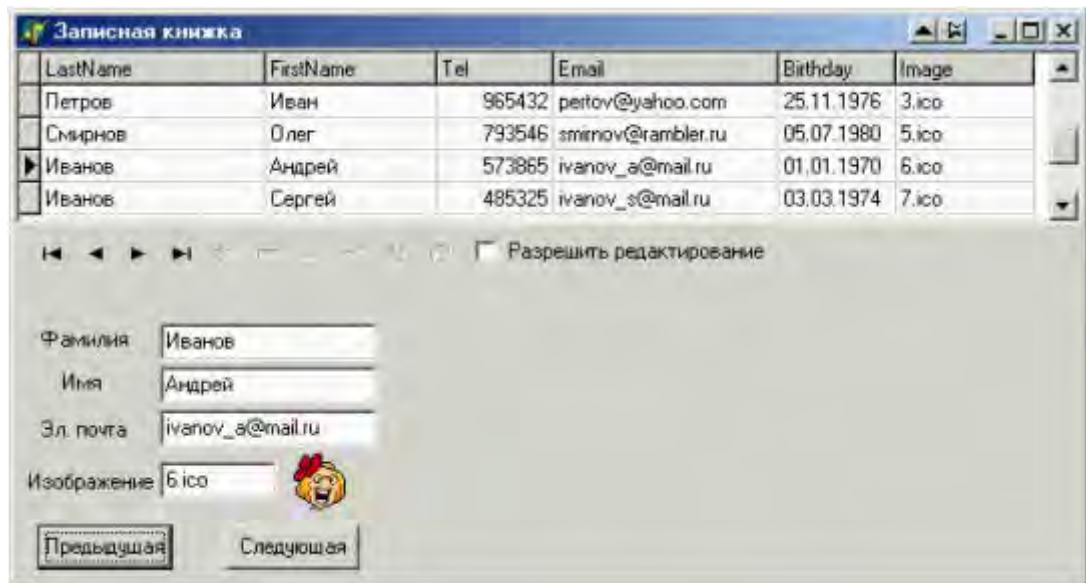 Записная книжка
LastName FirstName Tel Email Birthday Image
Петров Иван 965432 pertov@yahoo.com 25.11.1976 3.ico
Смирнов Олег 793546 smirnov@rambler.ru 05.07.1980 5.ico
Иванов Андрей 573865 ivanov_a@mail.ru 01.01.1970 6.ico
Иванов Сергей 485325 ivanov_s@mail.ru 03.03.1974 7.ico
Разрешить редактирование
Фамилия Иванов
Имя Андрей
Эл. почта ivanov_a@mail.ru
Изображение 6.ico
Предыдущая Следующая